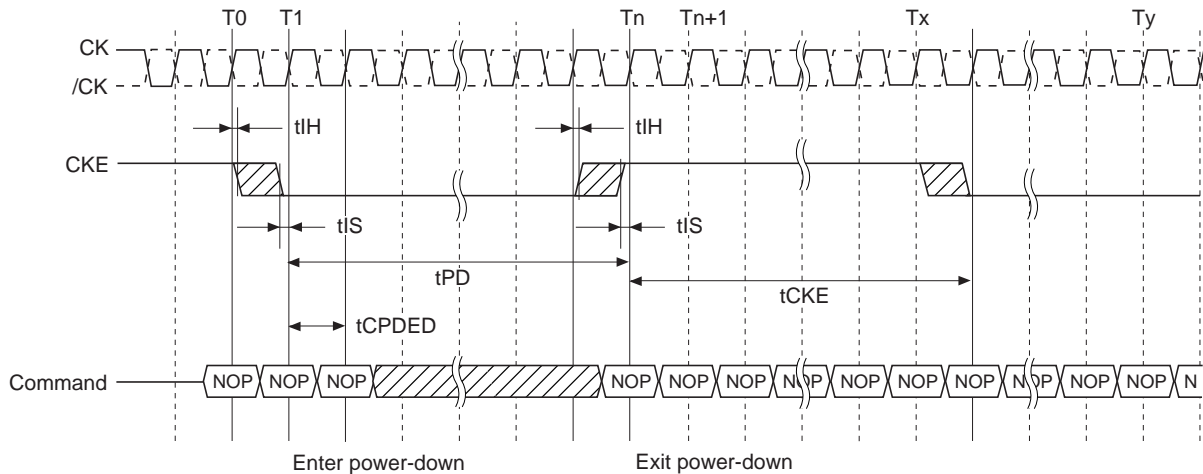 T0 T1 Tn Tn+1 Tx Ty
CK
/CK
tIH tIH
CKE
tIS tIS
tPD
tCKE
tCPDED
Command NOP NOP NOP NOP NOP NOP NOP NOP NOP NOP NOP NOP NOP N
Enter power-down Exit power-down